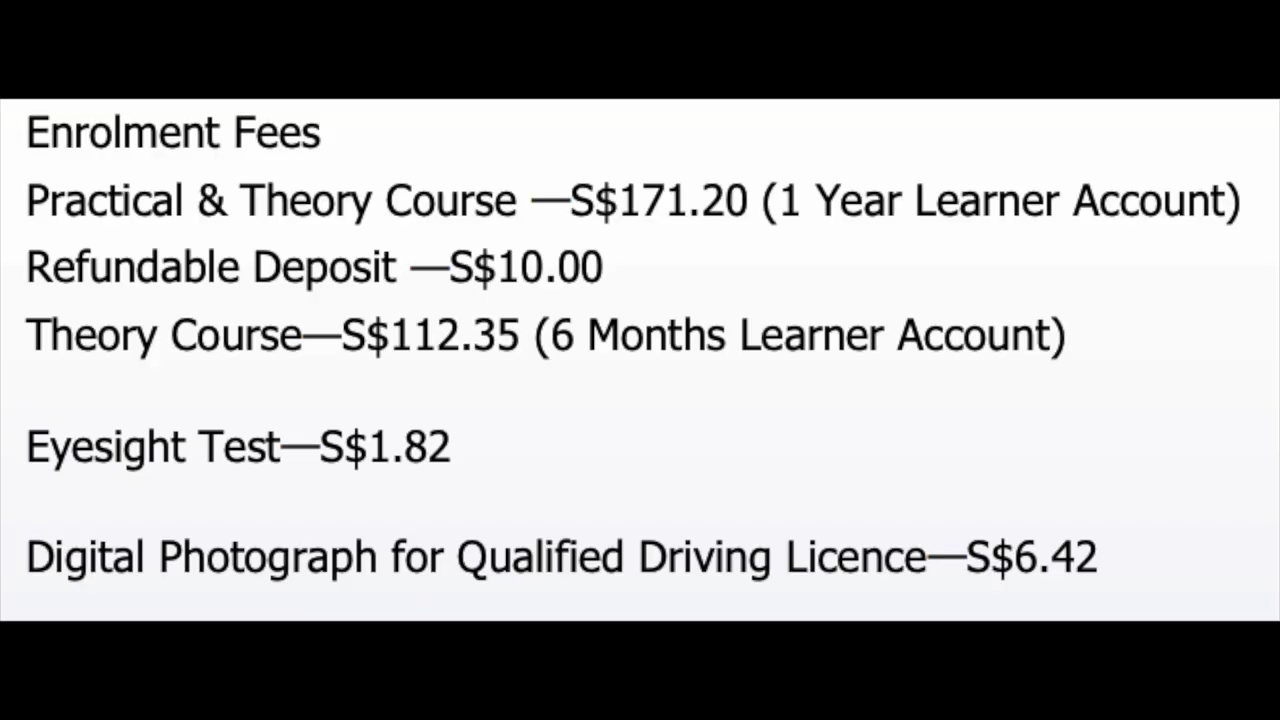 Enrolment Fees
Practical & Theory Course —S$171.20 (1 Year Learner Account)
Refundable Deposit —S$10.00
Theory Course—S$112.35 (6 Months Learner Account)
Eyesight Test—S$1.82
Digital Photograph for Qualified Driving Licence—S$6.42